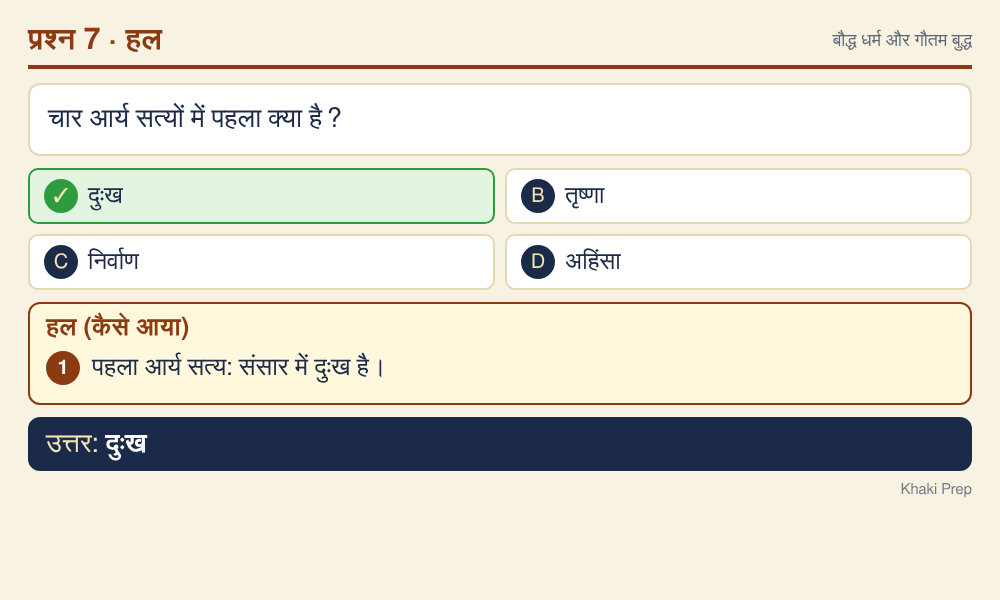 प्रश्न 7 · हल
बौद्ध धर्म और गौतम बुद्ध
चार आर्य सत्यों में पहला क्या है ?
✓ दुःख
B तृष्णा
C निर्वाण
D अहिंसा
हल (कैसे आया)
1 पहला आर्य सत्य: संसार में दुःख है।
उत्तर: दुःख
Khaki Prep